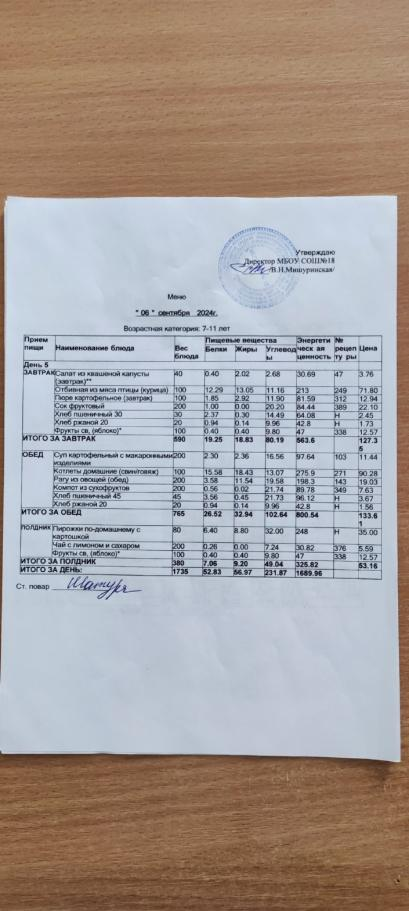 Утверждаю
Директор МБОУ СОШ№18
/В.Н.Мишуринская/
Меню
" 06 " сентября 2024г.
Возрастная категория: 7-11 лет
Прием пищи Наименование блюда Вес блюда Пищевые вещества Энергетическ ая ценность № рецепту ры Цена
Белки Жиры Углеводы
День 5
ЗАВТРАК Салат из квашеной капусты (завтрак)** 40 0.40 2.02 2.68 30.69 47 3.76
Отбивная из мяса птицы (курица) 100 12.29 13.05 11.16 213 249 71.80
Пюре картофельное (завтрак) 100 1.85 2.92 11.90 81.59 312 12.94
Сок фруктовый 200 1.00 0.00 20.20 84.44 389 22.10
Хлеб пшеничный 30 30 2.37 0.30 14.49 64.08 Н 2.45
Хлеб ржаной 20 20 0.94 0.14 9.96 42.8 Н 1.73
Фрукты св, (яблоко)* 100 0.40 0.40 9.80 47 338 12.57
ИТОГО ЗА ЗАВТРАК 590 19.25 18.83 80.19 563.6 127.35
ОБЕД Суп картофельный с макаронными изделиями 200 2.30 2.36 16.56 97.64 103 11.44
Котлеты домашние (свин/говяж) 100 15.58 18.43 13.07 275.9 271 90.28
Рагу из овощей (обед) 200 3.58 11.54 19.58 198.3 143 19.03
Компот из сухофруктов 200 0.56 0.02 21.74 89.78 349 7.63
Хлеб пшеничный 45 45 3.56 0.45 21.73 96.12 Н 3.67
Хлеб ржаной 20 20 0.94 0.14 9.96 42.8 Н 1.56
ИТОГО ЗА ОБЕД 765 26.52 32.94 102.64 800.54 133.61
ПОЛДНИК Пирожки по-домашнему с картошкой 80 6.40 8.80 32.00 248 Н 35.00
Чай с лимоном и сахаром 200 0.26 0.00 7.24 30.82 376 5.59
Фрукты св, (яблоко)* 100 0.40 0.40 9.80 47 338 12.57
ИТОГО ЗА ПОЛДНИК 380 7.06 9.20 49.04 325.82 53.16
ИТОГО ЗА ДЕНЬ: 1735 52.83 56.97 231.87 1689.96
Ст. повар